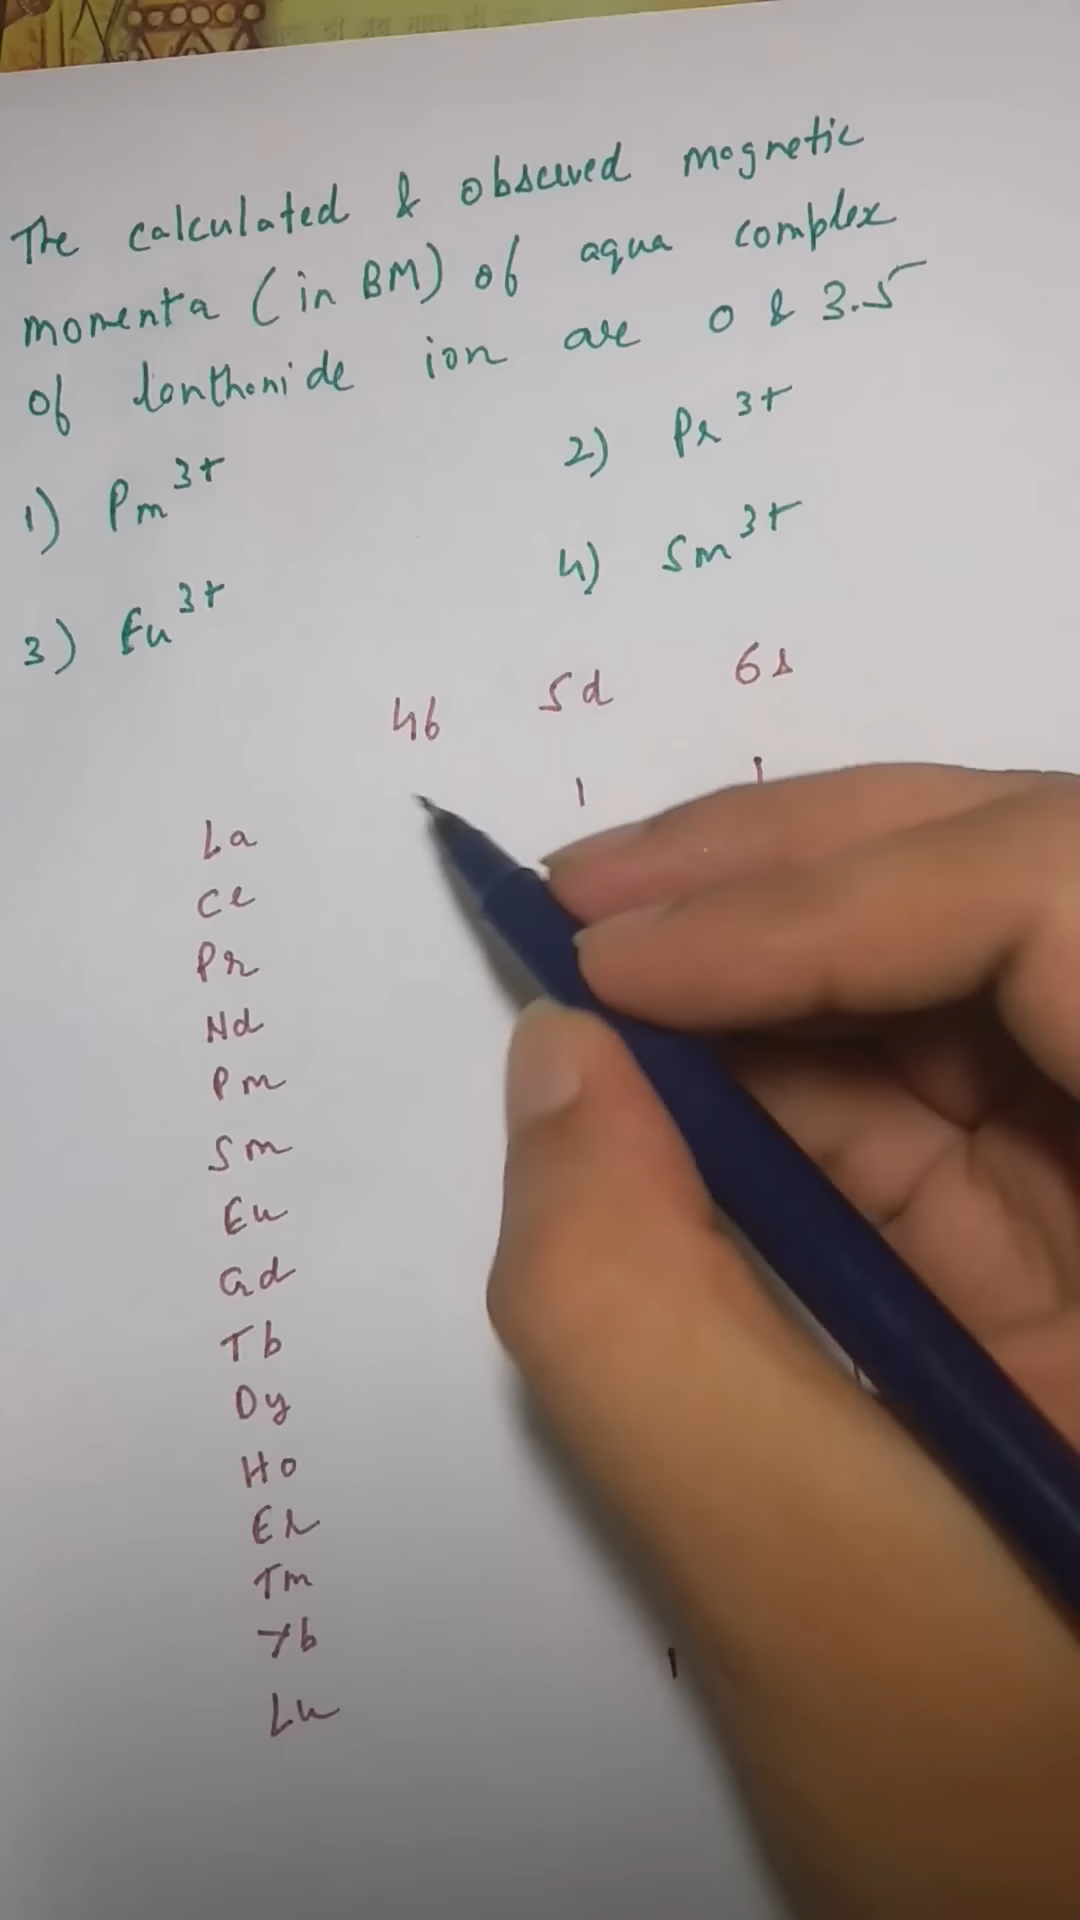 The calculated & observed magnetic
momenta (in BM) of aqua complex
of lanthanide ion are 0 & 3.5
1) Pm3+ 2) Pr3+
3) Eu3+ 4) Sm3+
4f 5d 6s
La 1 1
Ce
Pr
Nd
Pm
Sm
Eu
Gd
Tb
Dy
Ho
Er
Tm
Yb 1
Lu